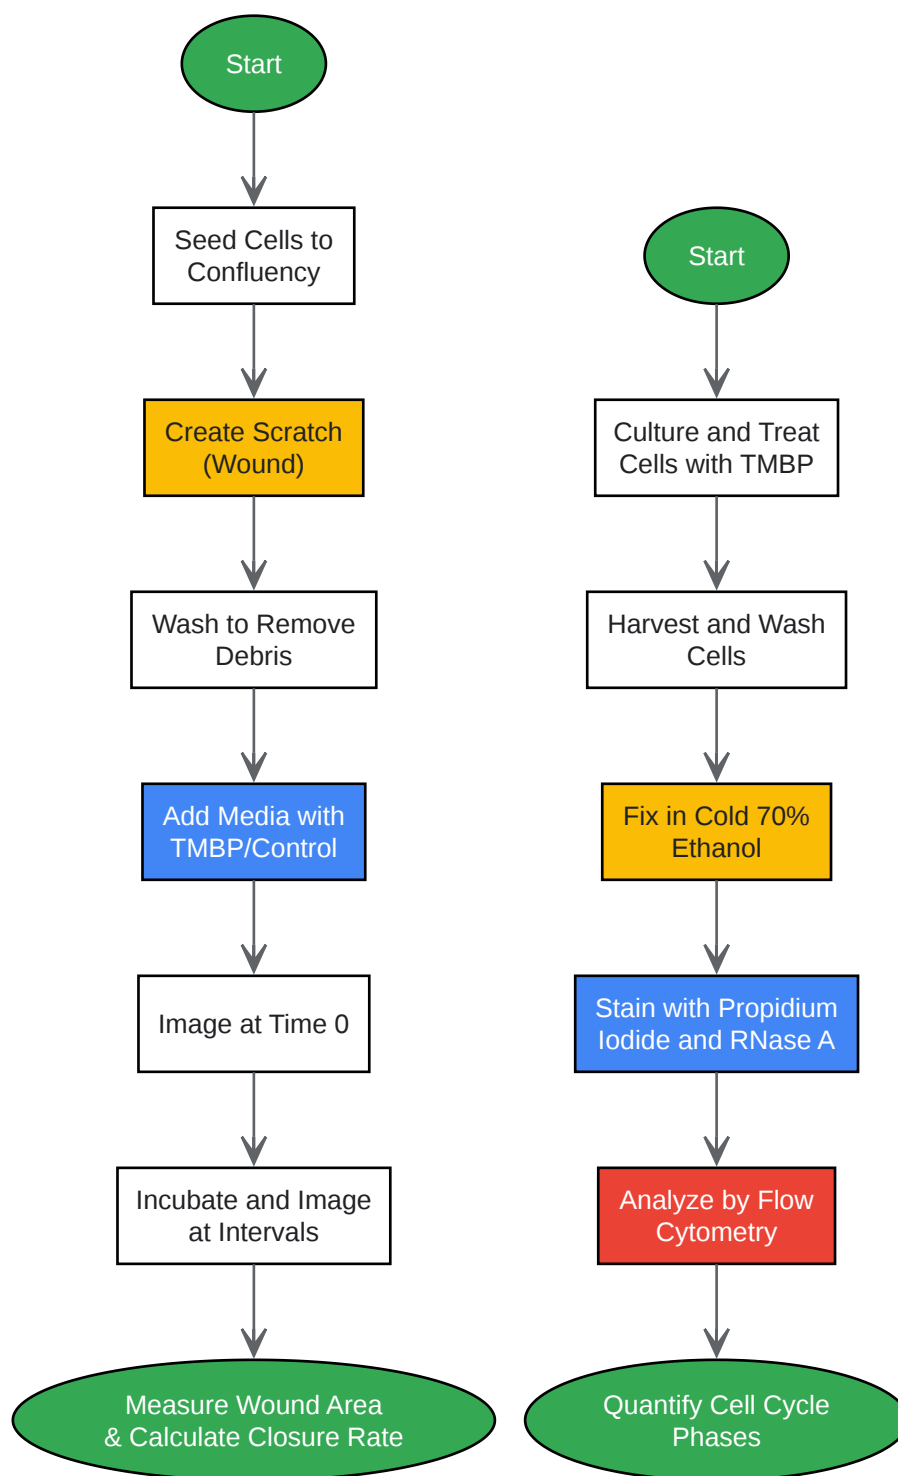 Start
Seed Cells to
Confluency
Create Scratch
(Wound)
Wash to Remove
Debris
Add Media with
TMBP/Control
Image at Time 0
Incubate and Image
at Intervals
Measure Wound Area
& Calculate Closure Rate
Start
Culture and Treat
Cells with TMBP
Harvest and Wash
Cells
Fix in Cold 70%
Ethanol
Stain with Propidium
Iodide and RNase A
Analyze by Flow
Cytometry
Quantify Cell Cycle
Phases